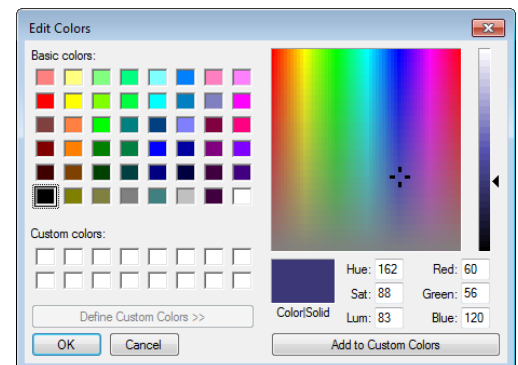 Edit Colors
Basic colors:
Custom colors:
Define Custom Colors >>
OK Cancel
Color|Solid
Hue: 162 Red: 60
Sat: 88 Green: 56
Lum: 83 Blue: 120
Add to Custom Colors